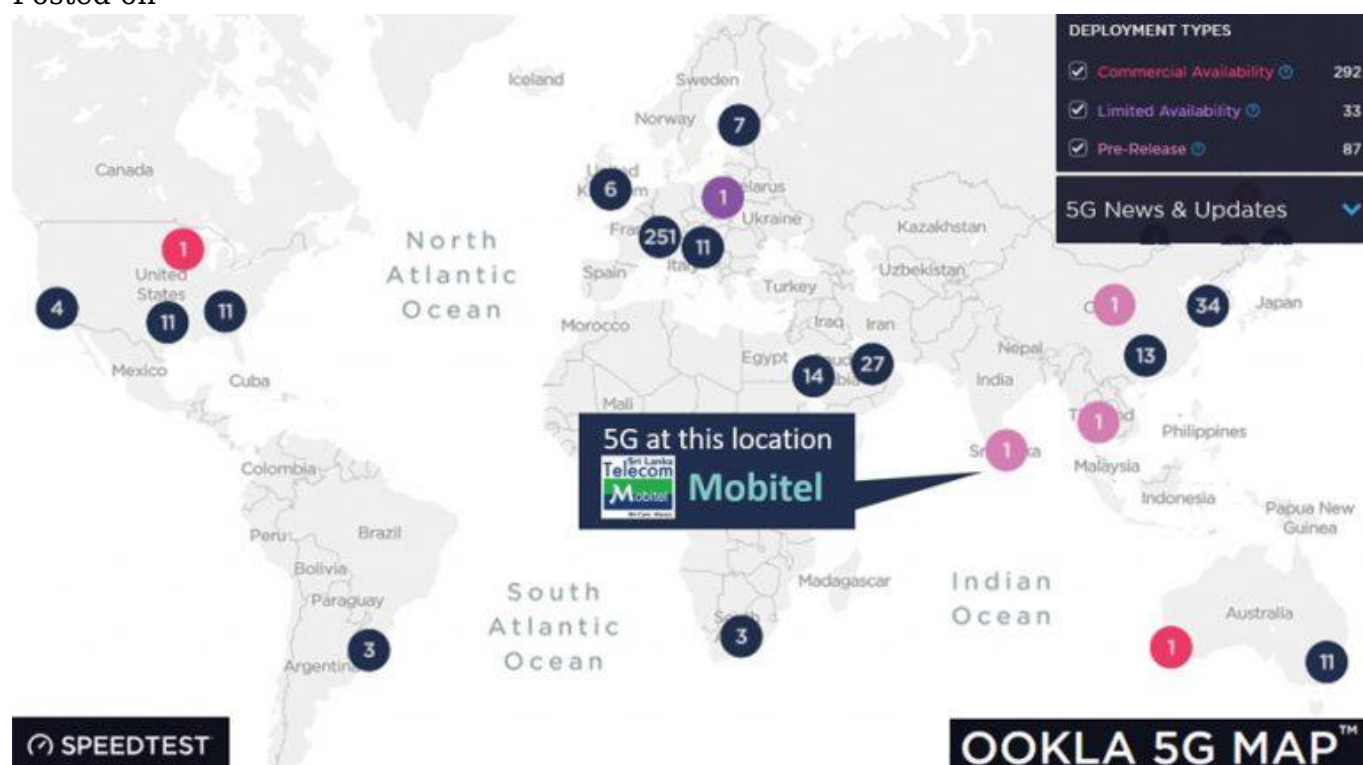 DEPLOYMENT TYPES
Commercial Availability 292
Limited Availability 33
Pre-Release 87
5G News & Updates
Iceland
Sweden
Norway
7
Canada
6
1
Ukraine
Kazakhstan
251
11
1
North
Atlantic
Ocean
Spain
Turkey
Uzbekistan
United
States
4
11
11
1
34
Japan
Morocco
Iraq
Iran
13
Mexico
Cuba
Egypt
14
27
Nepal
India
Mali
1
Philippines
5G at this location
Sri Lanka
Telecom
Mobitel
Mobitel
1
Malaysia
Colombia
Indonesia
Papua New
Guinea
Peru
Brazil
Bolivia
Paraguay
South
Atlantic
Ocean
Madagascar
Indian
Ocean
Australia
3
3
1
11
SPEEDTEST
OOKLA 5G MAP™